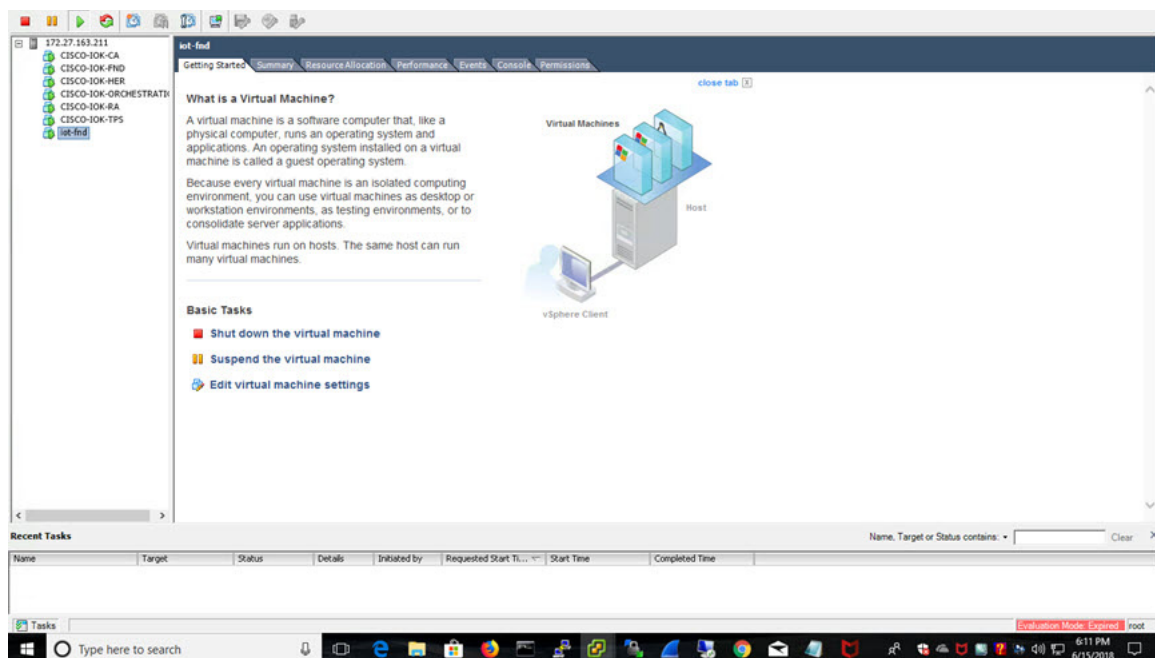 172.27.163.211
CISCO-IOK-CA
CISCO-IOK-FND
CISCO-IOK-HER
CISCO-IOK-ORCHESTRATI
CISCO-IOK-RA
CISCO-IOK-TPS
iot-fnd
iot-fnd
Getting Started Summary Resource Allocation Performance Events Console Permissions
close tab
What is a Virtual Machine?
A virtual machine is a software computer that, like a
physical computer, runs an operating system and
applications. An operating system installed on a virtual
machine is called a guest operating system.
Because every virtual machine is an isolated computing
environment, you can use virtual machines as desktop or
workstation environments, as testing environments, or to
consolidate server applications.
Virtual machines run on hosts. The same host can run
many virtual machines.
Virtual Machines
Host
vSphere Client
Basic Tasks
Shut down the virtual machine
Suspend the virtual machine
Edit virtual machine settings
Recent Tasks
Name, Target or Status contains:
Clear
Name Target Status Details Initiated by Requested Start Ti... Start Time Completed Time
Tasks
Evaluation Mode: Expired root
Type here to search
6:11 PM
6/15/2018